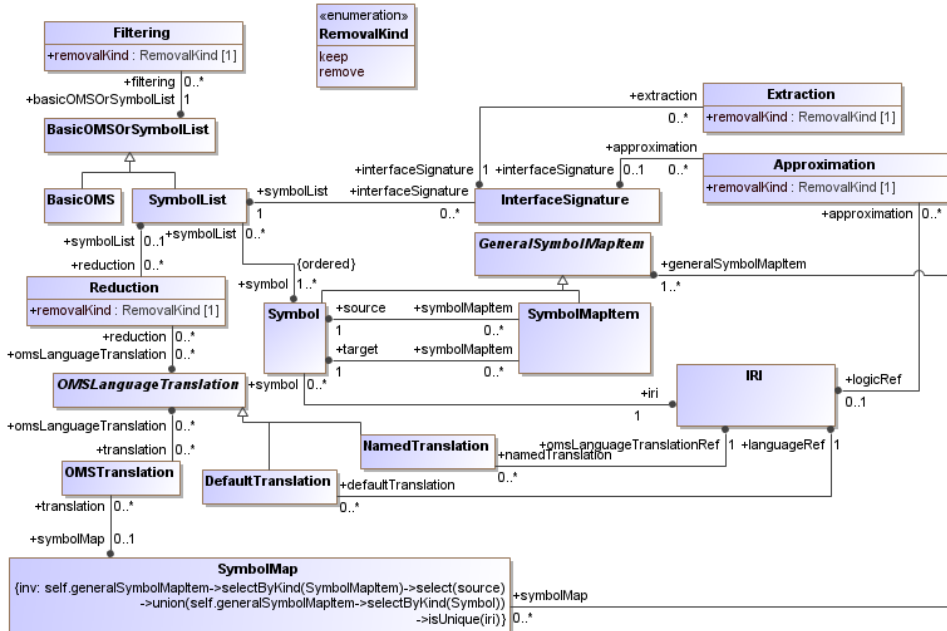 Filtering
+removalKind : RemovalKind [1]
«enumeration»
RemovalKind
keep
remove
+filtering 0..*
+basicOMSOrSymbolList 1
BasicOMSOrSymbolList
BasicOMS
SymbolList
+extraction
0..*
Extraction
+removalKind : RemovalKind [1]
+approximation
0..1 0..*
Approximation
+removalKind : RemovalKind [1]
+interfaceSignature 1
+interfaceSignature
+symbolList
1
+interfaceSignature
0..*
InterfaceSignature
+approximation 0..*
+symbolList 0..1
+symbolList 0..*
+reduction 0..*
Reduction
+removalKind : RemovalKind [1]
{ordered}
+symbol 1..*
GeneralSymbolMapItem
+generalSymbolMapItem
1..*
Symbol
+source
1
+symbolMapItem
0..*
+target
1
+symbolMapItem
0..*
SymbolMapItem
+reduction 0..*
+omsLanguageTranslation 0..*
OMSLanguageTranslation
+symbol 0..*
+iri
1
IRI
+logicRef
0..1
+omsLanguageTranslation 0..*
+translation 0..*
OMSTranslation
NamedTranslation
+omsLanguageTranslationRef 1
+languageRef 1
+namedTranslation
0..*
DefaultTranslation
+defaultTranslation
0..*
+translation 0..*
+symbolMap 0..1
SymbolMap
{inv: self.generalSymbolMapItem->selectByKind(SymbolMapItem)->select(source)
->union(self.generalSymbolMapItem->selectByKind(Symbol))
->isUnique(iri)}
+symbolMap
0..*